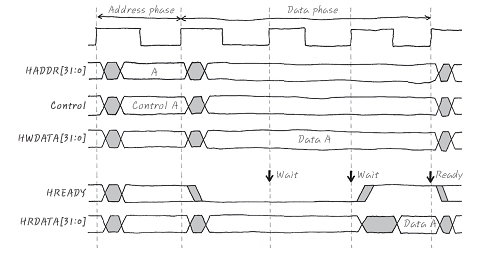 Address phase Data phase
HADDR[31:0] A
Control Control A
HWDATA[31:0] Data A
Wait Wait Ready
HREADY
HRDATA[31:0] Data A